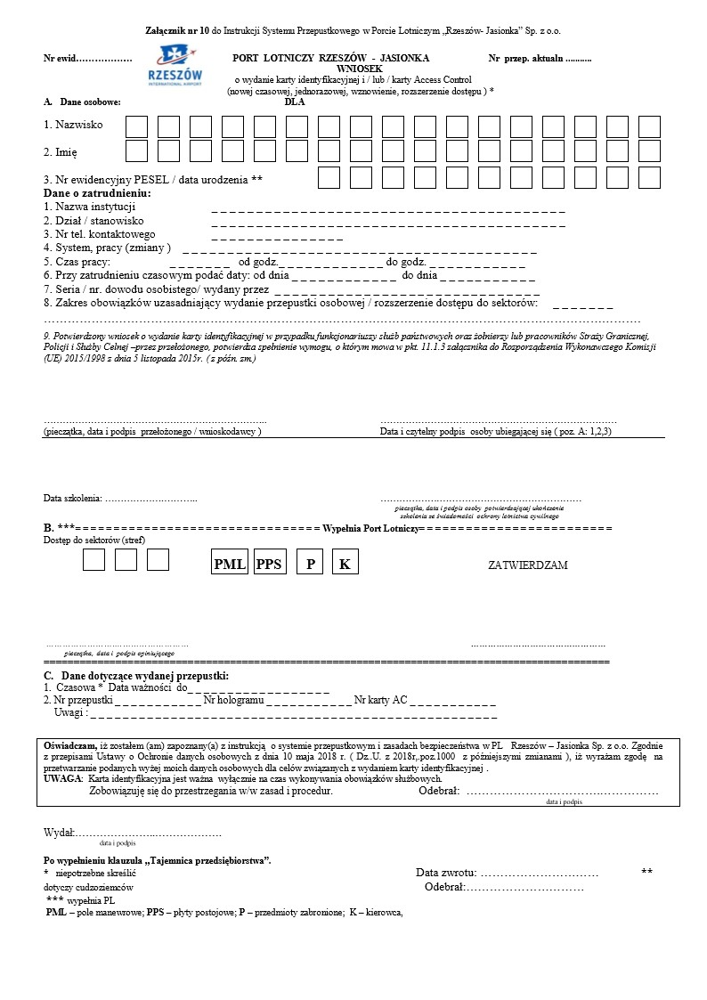 Załącznik nr 10 do Instrukcji Systemu Przepustkowego w Porcie Lotniczym „Rzeszów- Jasionka” Sp. z o.o.
RZESZÓW
INTERNATIONAL AIRPORT
Nr ewid……………… PORT LOTNICZY RZESZÓW - JASIONKA Nr przep. aktualn ...........
WNIOSEK
o wydanie karty identyfikacyjnej i / lub / karty Access Control
(nowej czasowej, jednorazowej, wznowienie, rozszerzenie dostępu ) *
A. Dane osobowe: DLA
1. Nazwisko
2. Imię
3. Nr ewidencyjny PESEL / data urodzenia **
Dane o zatrudnieniu:
1. Nazwa instytucji _ _ _ _ _ _ _ _ _ _ _ _ _ _ _ _ _ _ _ _ _ _ _ _ _ _ _ _ _ _ _ _ _ _ _ _ _
2. Dział / stanowisko _ _ _ _ _ _ _ _ _ _ _ _ _ _ _ _ _ _ _ _ _ _ _ _ _ _ _ _ _ _ _ _ _ _ _ _ _
3. Nr tel. kontaktowego _ _ _ _ _ _ _ _ _ _ _ _ _ _
4. System, pracy (zmiany ) _ _ _ _ _ _ _ _ _ _ _ _ _ _ _ _ _ _ _ _ _ _ _ _ _ _ _ _ _ _ _ _ _ _ _ _ _
5. Czas pracy: _ _ _ _ _ _ _ od godz._ _ _ _ _ _ _ _ _ _ _ do godz. _ _ _ _ _ _ _ _ _ _
6. Przy zatrudnieniu czasowym podać daty: od dnia _ _ _ _ _ _ _ _ _ _ _ do dnia _ _ _ _ _ _ _ _ _ _
7. Seria / nr. dowodu osobistego/ wydany przez _ _ _ _ _ _ _ _ _ _ _ _ _ _ _ _ _ _ _ _ _ _ _ _ _ _ _ _
8. Zakres obowiązków uzasadniający wydanie przepustki osobowej / rozszerzenie dostępu do sektorów: _ _ _ _ _ _ _
……………………………………………………………………………………………………………………
9. Potwierdzony wniosek o wydanie karty identyfikacyjnej w przypadku funkcjonariuszy służb państwowych oraz żołnierzy lub pracowników Straży Granicznej,
Policji i Służby Celnej –przez przełożonego, potwierdza spełnienie wymogu, o którym mowa w pkt. 11.1.3 załącznika do Rozporządzenia Wykonawczego Komisji
(UE) 2015/1998 z dnia 5 listopada 2015r. ( z późn. zm.)
…………………………………………………………….. ………………………………………………………………
(pieczątka, data i podpis przełożonego / wnioskodawcy ) Data i czytelny podpis osoby ubiegającej się ( poz. A: 1,2,3)
Data szkolenia: ……………………….. ………………………………………………………
pieczątka, data i podpis osoby potwierdzającej ukończenie
szkolenia ze świadomości ochrony lotnictwa cywilnego
B. ***= = = = = = = = = = = = = = = = = = = = = = = = = = = = = = = = Wypełnia Port Lotniczy= = = = = = = = = = = = = = = = = = = = = = = = =
Dostęp do sektorów (stref)
PML PPS P K ZATWIERDZAM
……………………………………………… ……………………………………………
pieczątka, data i podpis opiniującego
==============================================================================================
C. Dane dotyczące wydanej przepustki:
1. Czasowa * Data ważności do_ _ _ _ _ _ _ _ _ _ _ _ _ _ _
2. Nr przepustki _ _ _ _ _ _ _ _ _ _ _ Nr hologramu _ _ _ _ _ _ _ _ _ _ _ Nr karty AC _ _ _ _ _ _ _ _ _ _ _
Uwagi : _ _ _ _ _ _ _ _ _ _ _ _ _ _ _ _ _ _ _ _ _ _ _ _ _ _ _ _ _ _ _ _ _ _ _ _ _ _ _ _ _ _ _ _ _ _
Oświadczam, iż zostałem (am) zapoznany(a) z instrukcją o systemie przepustkowym i zasadach bezpieczeństwa w PL Rzeszów – Jasionka Sp. z o.o. Zgodnie
z przepisami Ustawy o Ochronie danych osobowych z dnia 10 maja 2018 r. ( Dz..U. z 2018r,.poz.1000 z późniejszymi zmianami ), iż wyrażam zgodę na
przetwarzanie podanych wyżej moich danych osobowych dla celów związanych z wydaniem karty identyfikacyjnej .
UWAGA: Karta identyfikacyjna jest ważna wyłącznie na czas wykonywania obowiązków służbowych.
Zobowiązuję się do przestrzegania w/w zasad i procedur. Odebrał: ……………………………..…………….
data i podpis
Wydał:………………….………………
data i podpis
Po wypełnieniu klauzula „Tajemnica przedsiębiorstwa”.
* niepotrzebne skreślić Data zwrotu: …………………………… **
dotyczy cudzoziemców Odebrał:……………………………
*** wypełnia PL
PML – pole manewrowe; PPS – płyty postojowe; P – przedmioty zabronione; K – kierowca,